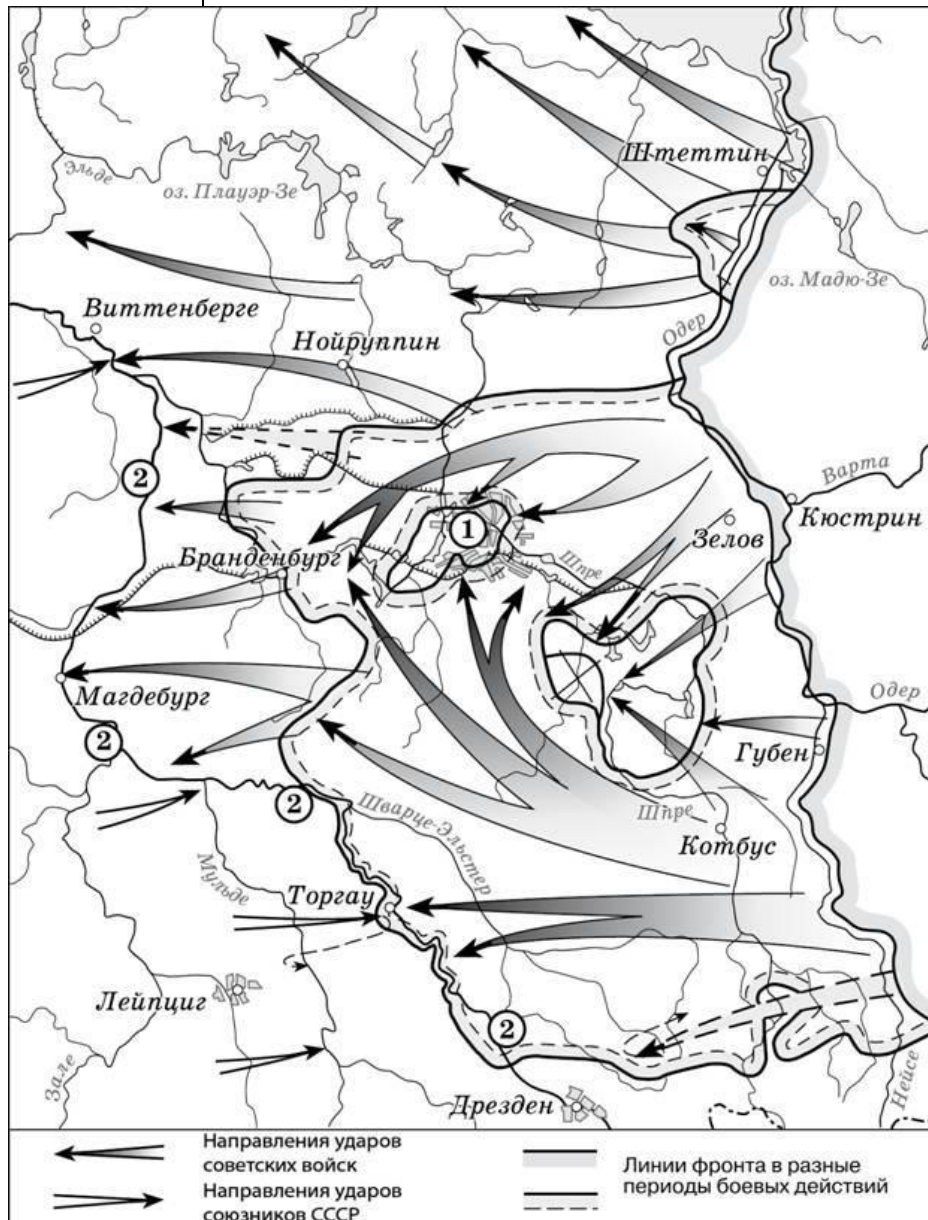 Штеттин
Эльде
оз. Плауэр-Зе
оз. Мадю-Зе
Одер
Виттенберге
Нойруппин
Варта
2
Кюстрин
1
Зелов
Бранденбург
Шпре
Магдебург
Одер
2
Губен
2
Шварце-Эльстер
Шпре
Котбус
Мульде
Торгау
Лейпциг
2
Зале
Дрезден
Нейсе
Направления ударов
советских войск
Направления ударов
союзников СССР
Линии фронта в разные
периоды боевых действий